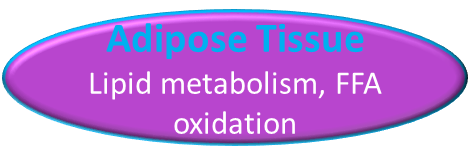 Adipose Tissue
Lipid metabolism, FFA
oxidation